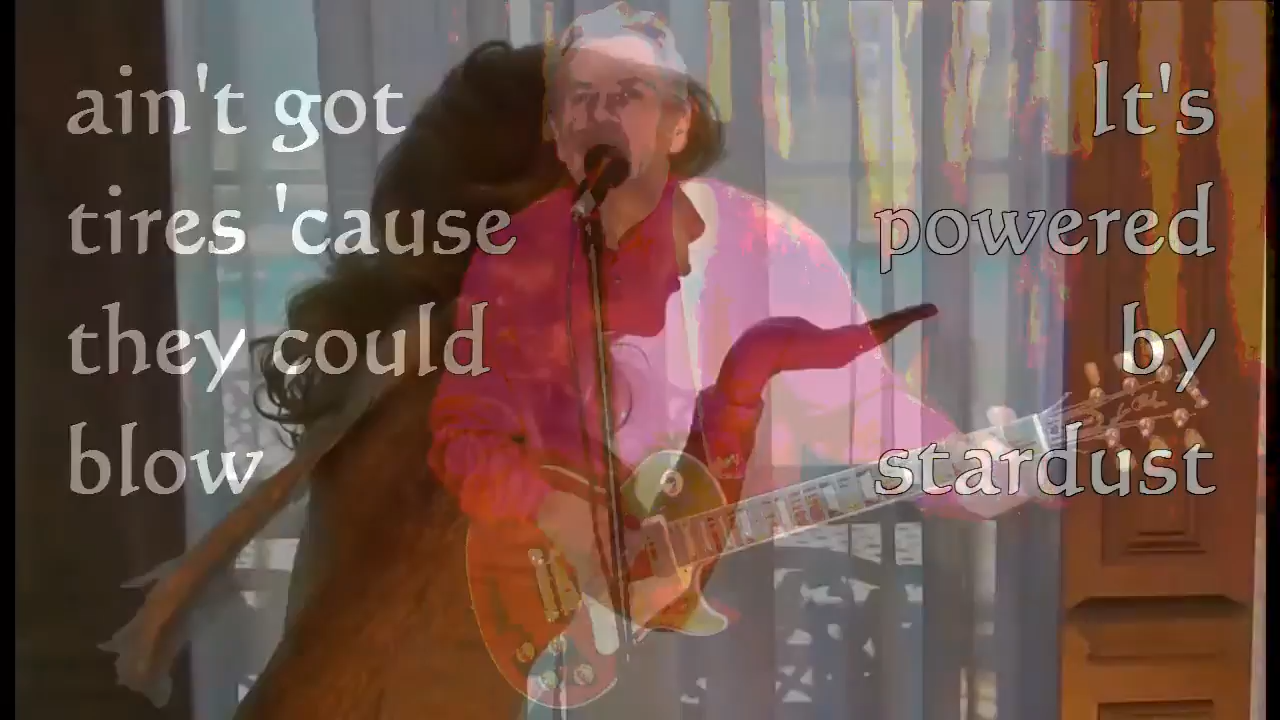 ain't got
tires 'cause
they could
blow
It's
powered
by
stardust